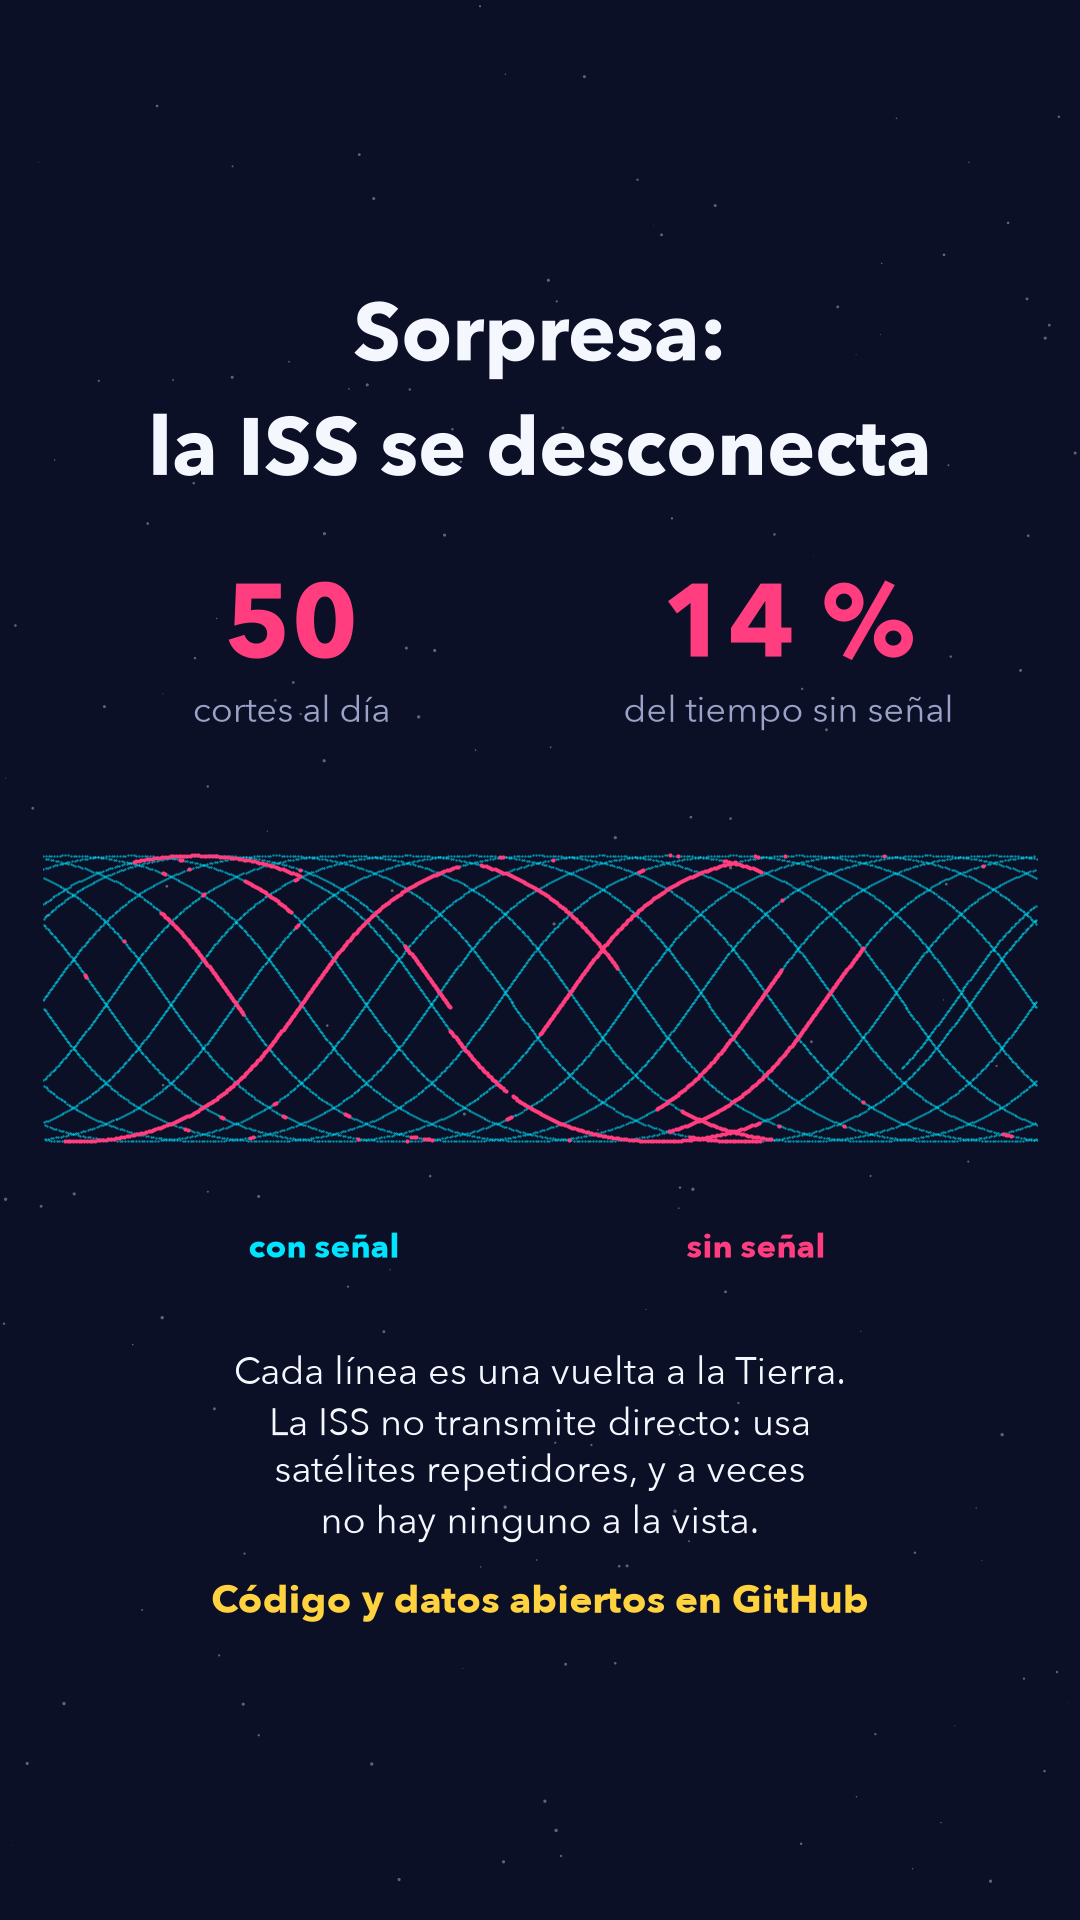 Sorpresa:
la ISS se desconecta
50
14 %
cortes al día
del tiempo sin señal
con señal
sin señal
Cada línea es una vuelta a la Tierra.
La ISS no transmite directo: usa
satélites repetidores, y a veces
no hay ninguno a la vista.
Código y datos abiertos en GitHub